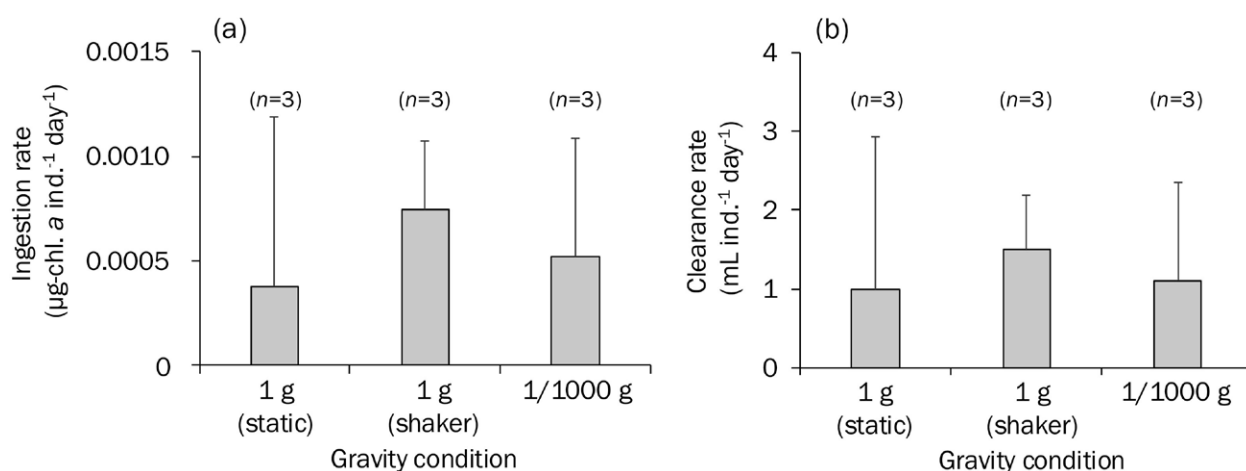 (a)
Ingestion rate
(µg-chl. a ind.⁻¹ day⁻¹)
0.0015
0.0010
0.0005
0
(n=3)
(n=3)
(n=3)
1 g
(static)
1 g
(shaker)
1/1000 g
Gravity condition
(b)
Clearance rate
(mL ind.⁻¹ day⁻¹)
4
3
2
1
0
(n=3)
(n=3)
(n=3)
1 g
(static)
1 g
(shaker)
1/1000 g
Gravity condition